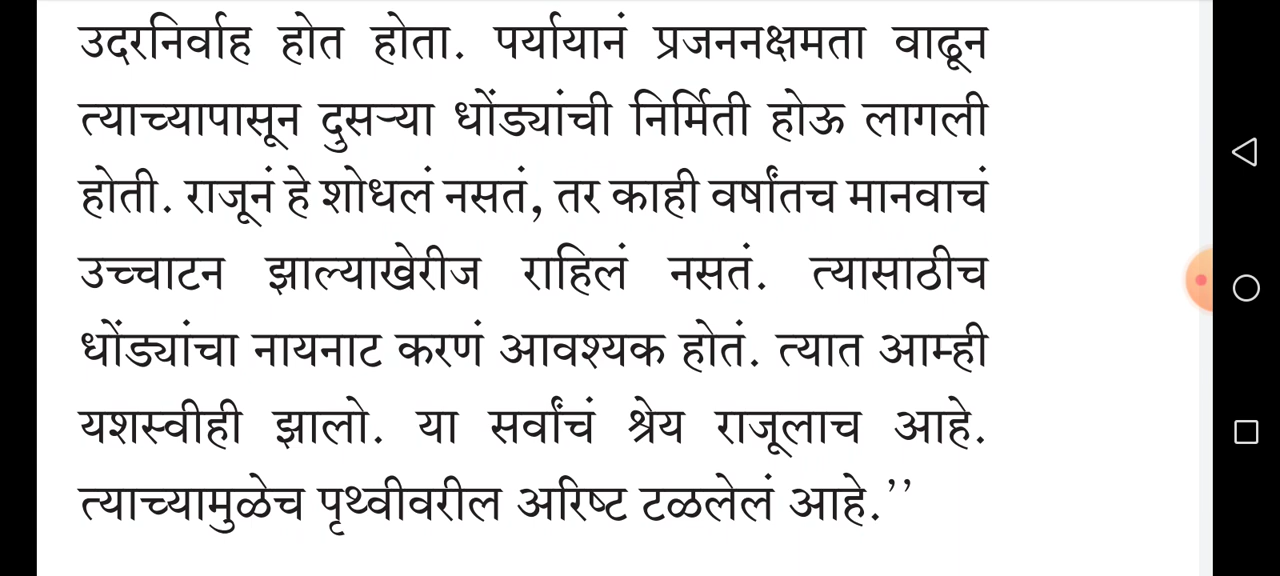 उदरनिर्वाह होत होता. पर्यायानं प्रजननक्षमता वाढून
त्याच्यापासून दुसऱ्या धोंड्यांची निर्मिती होऊ लागली
होती. राजूनं हे शोधलं नसतं, तर काही वर्षांतच मानवाचं
उच्चाटन झाल्याखेरीज राहिलं नसतं. त्यासाठीच
धोंड्यांचा नायनाट करणं आवश्यक होतं. त्यात आम्ही
यशस्वीही झालो. या सर्वांचं श्रेय राजूलाच आहे.
त्याच्यामुळेच पृथ्वीवरील अरिष्ट टळलेलं आहे.’’